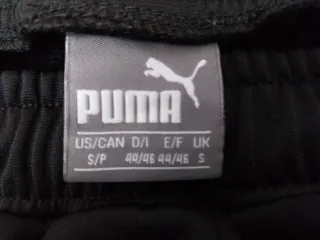 PUMA
US/CAN D/I E/F UK
S/P 44/46 44/46 S